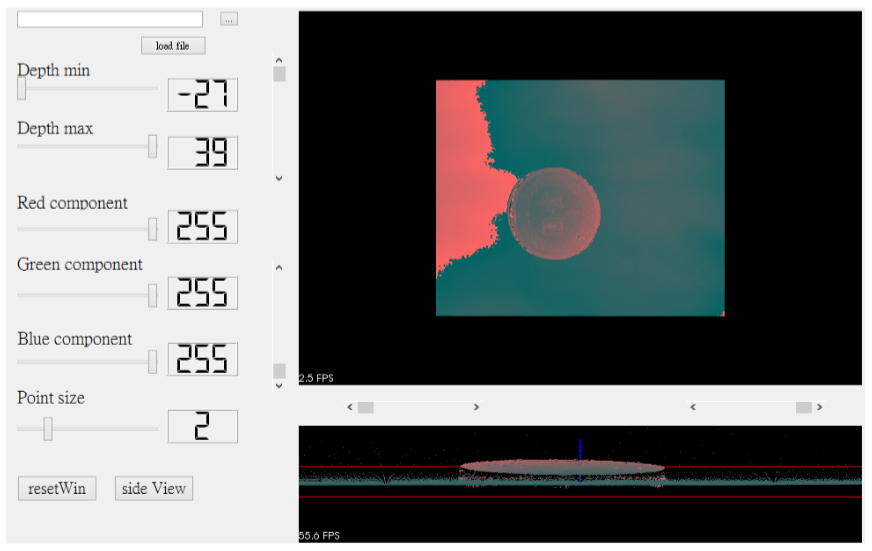 ...
load file
Depth min
-27
Depth max
39
Red component
255
Green component
255
Blue component
255
Point size
2
resetWin
side View
2.5 FPS
55.6 FPS